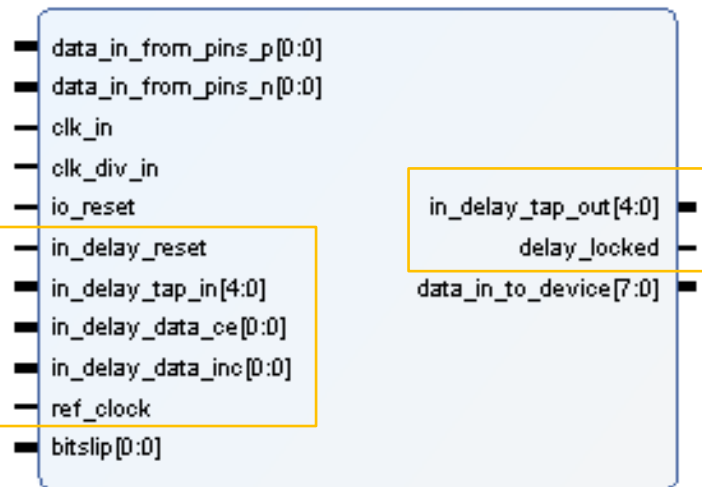 data_in_from_pins_p[0:0]
data_in_from_pins_n[0:0]
clk_in
clk_div_in
io_reset
in_delay_reset
in_delay_tap_in[4:0]
in_delay_data_ce[0:0]
in_delay_data_inc[0:0]
ref_clock
bitslip[0:0]
in_delay_tap_out[4:0]
delay_locked
data_in_to_device[7:0]